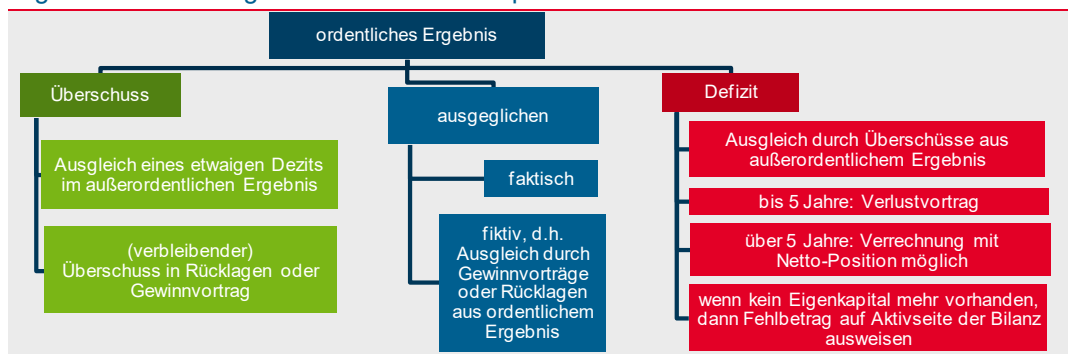 ordentliches Ergebnis
Überschuss
Ausgleich eines etwaigen Dezits
im außerordentlichen Ergebnis
(verbleibender)
Überschuss in Rücklagen oder
Gewinnvortrag
ausgeglichen
faktisch
fiktiv, d.h.
Ausgleich durch
Gewinnvorträge
oder Rücklagen
aus ordentlichem
Ergebnis
Defizit
Ausgleich durch Überschüsse aus
außerordentlichem Ergebnis
bis 5 Jahre: Verlustvortrag
über 5 Jahre: Verrechnung mit
Netto-Position möglich
wenn kein Eigenkapital mehr vorhanden,
dann Fehlbetrag auf Aktivseite der Bilanz
ausweisen